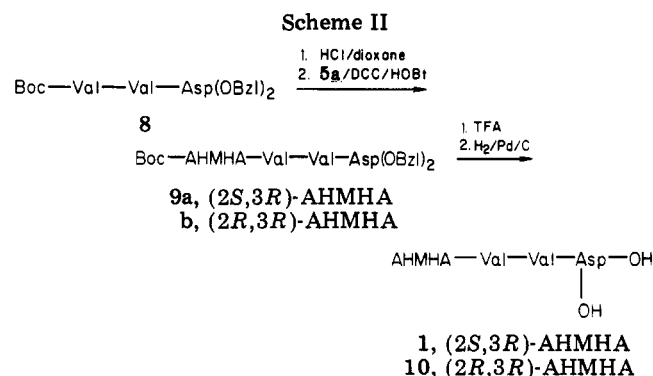 Scheme II
1. HCl/dioxane
2. 5a/DCC/HOBt
Boc—Val—Val—Asp(OBzl)2
8
1. TFA
2. H2/Pd/C
Boc—AHMHA—Val—Val—Asp(OBzl)2
9a, (2S,3R)-AHMHA
b, (2R,3R)-AHMHA
AHMHA—Val—Val—Asp—OH
OH
1, (2S,3R)-AHMHA
10, (2R,3R)-AHMHA